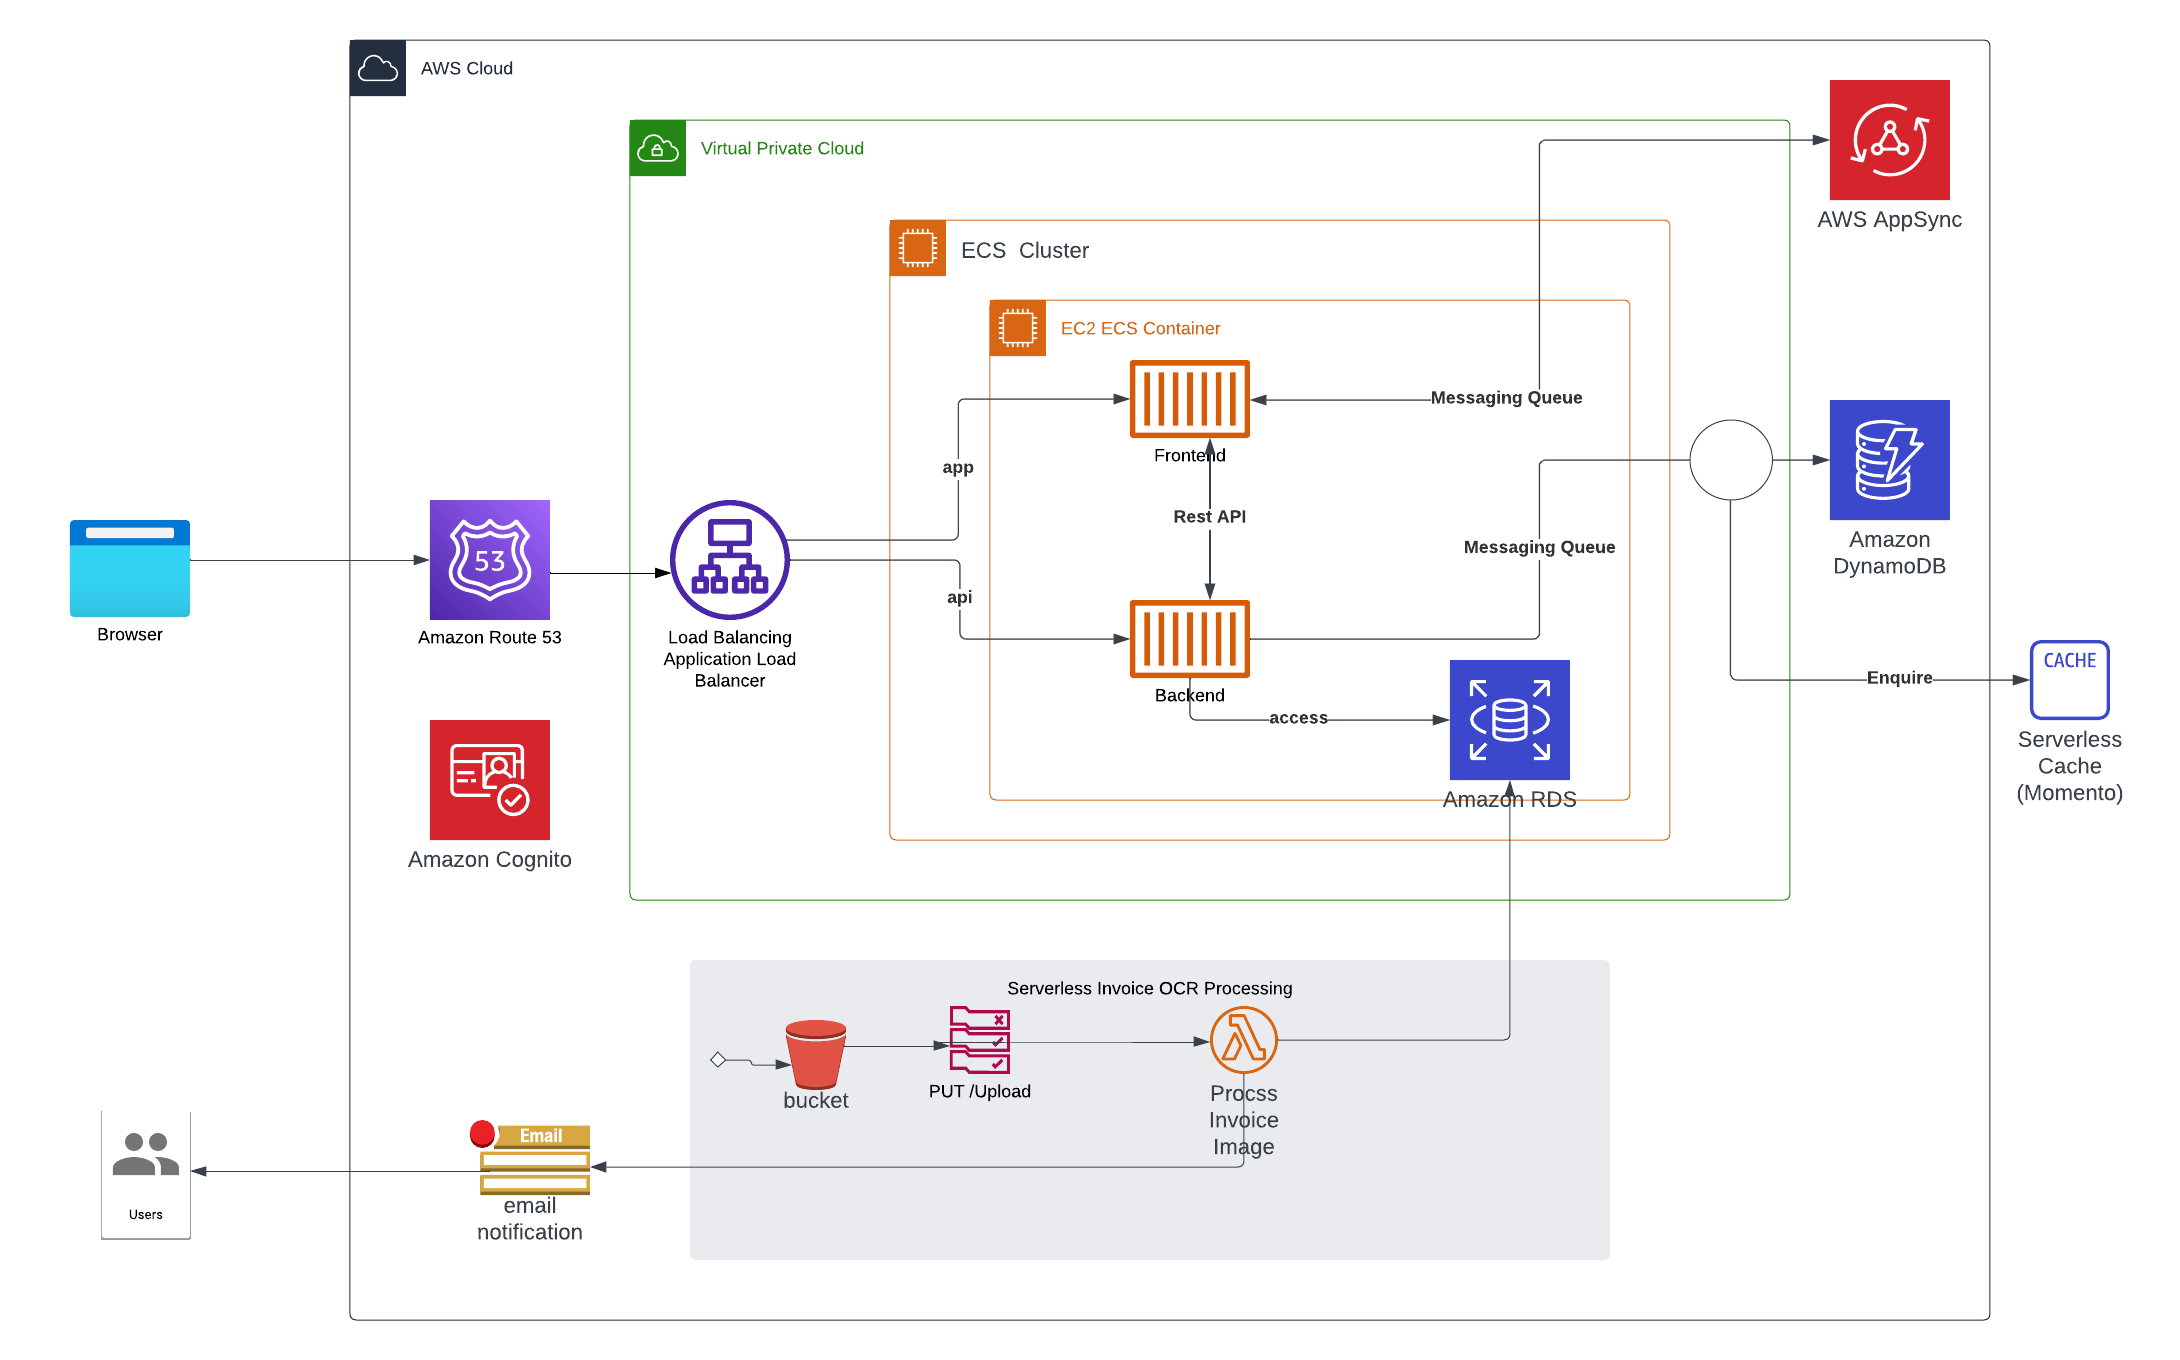 AWS Cloud
Virtual Private Cloud
AWS AppSync
ECS  Cluster
EC2 ECS Container
Messaging Queue
Frontend
app
Rest API
53
Messaging Queue
Amazon
DynamoDB
api
Browser
Amazon Route 53
Load Balancing
Application Load
Balancer
Backend
access
Enquire
CACHE
Serverless
Cache
(Momento)
Amazon RDS
Amazon Cognito
Serverless Invoice OCR Processing
bucket
PUT /Upload
Procss
Invoice
Image
Email
email
notification
Users